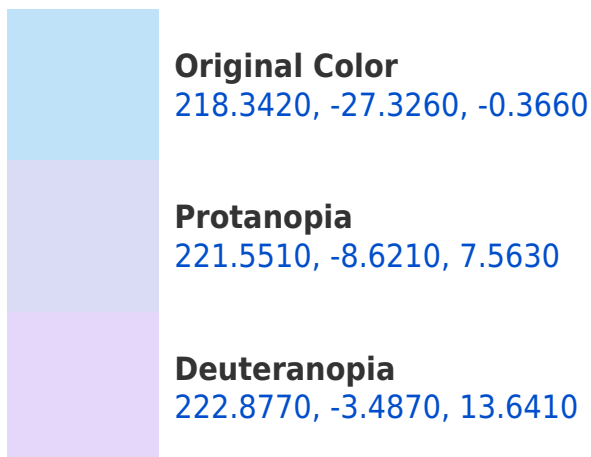 Original Color
218.3420, -27.3260, -0.3660
Protanopia
221.5510, -8.6210, 7.5630
Deuteranopia
222.8770, -3.4870, 13.6410